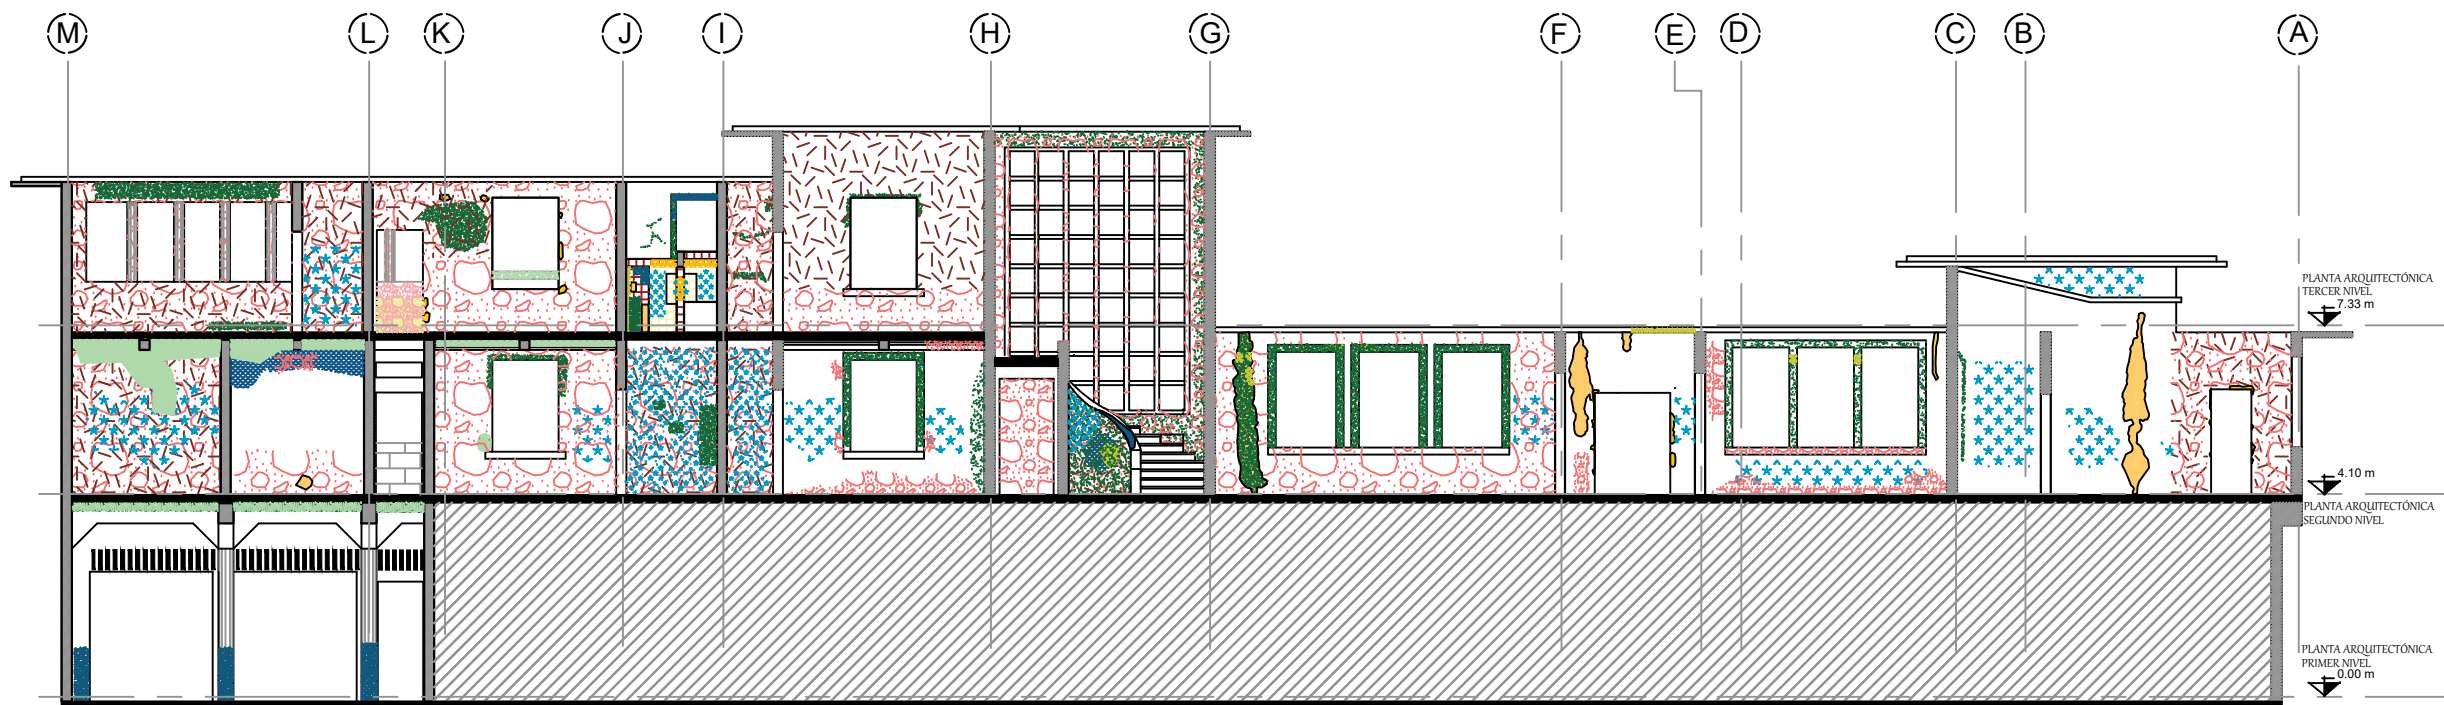 M L K J I H G F E D C B A
PLANTA ARQUITECTÓNICA
TERCER NIVEL
7.33 m
4.10 m
PLANTA ARQUITECTÓNICA
SEGUNDO NIVEL
PLANTA ARQUITECTÓNICA
PRIMER NIVEL
0.00 m